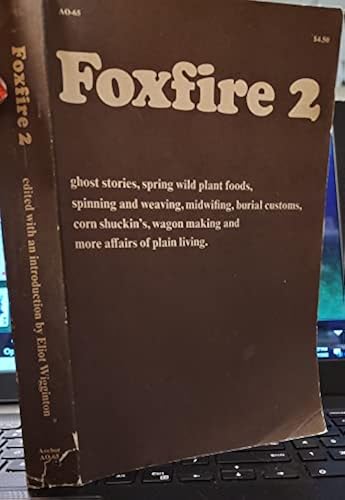 AO-65
$4.50
Foxfire 2
ghost stories, spring wild plant foods,
spinning and weaving, midwifing, burial customs,
corn shuckin's, wagon making and
more affairs of plain living.
Foxfire 2
edited with an introduction by Eliot Wigginton
Anchor
AO-65